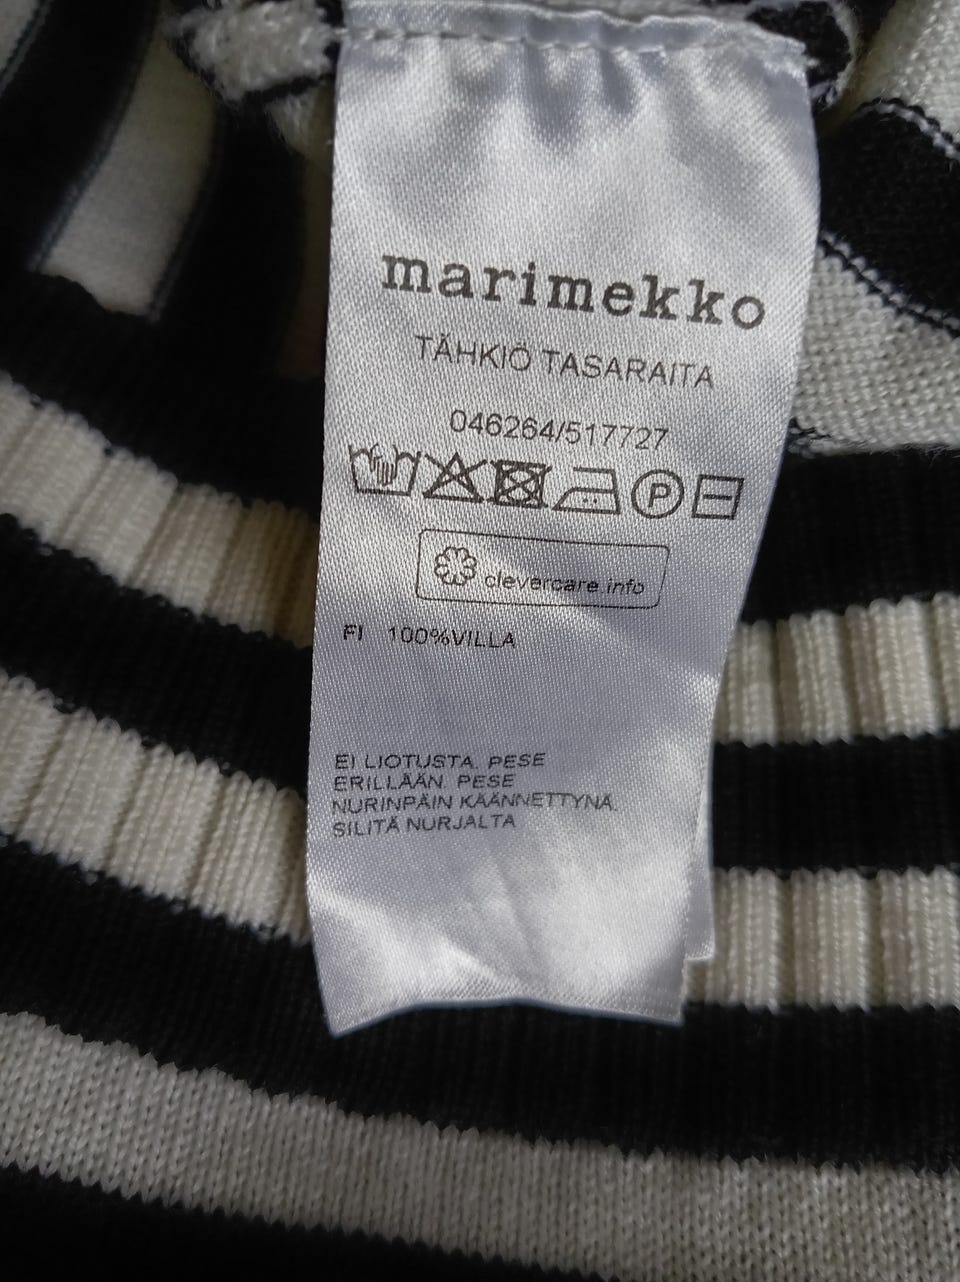 marimekko
TÄHKIÖ TASARAITA
046264/517727
P
clevercare.info
FI 100%VILLA
EI LIOTUSTA. PESE
ERILLÄÄN. PESE
NURINPÄIN KÄÄNNETTYNÄ.
SILITÄ NURJALTA